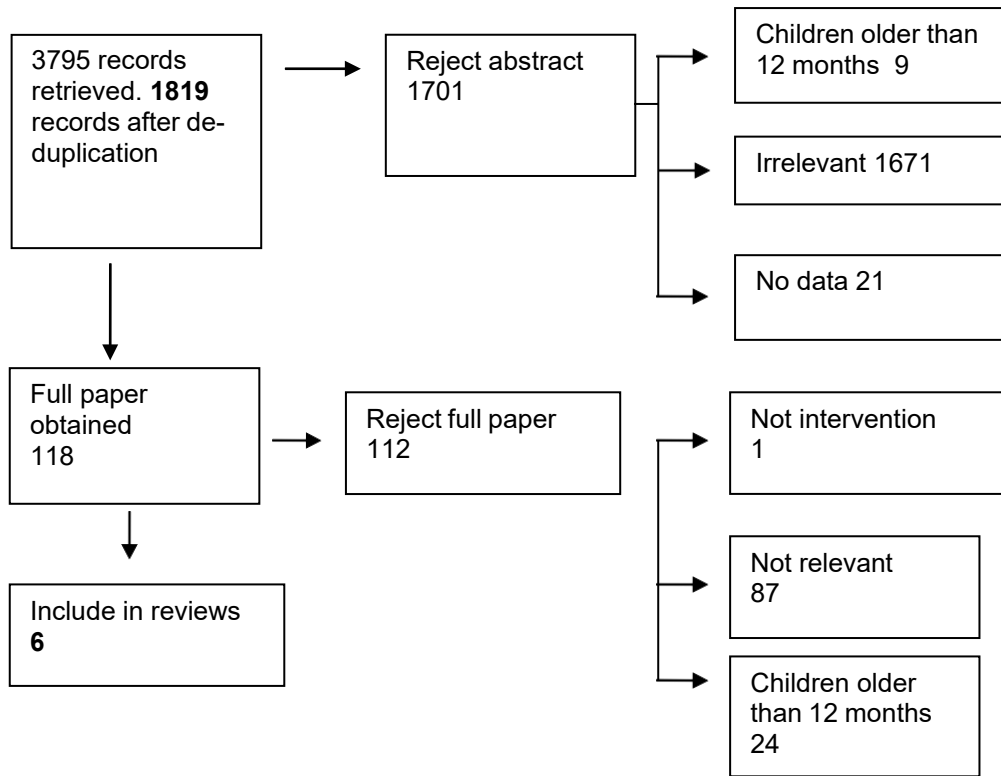 3795 records
retrieved. 1819
records after de-
duplication
Reject abstract
1701
Children older than
12 months 9
Irrelevant 1671
No data 21
Full paper
obtained
118
Reject full paper
112
Not intervention
1
Not relevant
87
Children older
than 12 months
24
Include in reviews
6